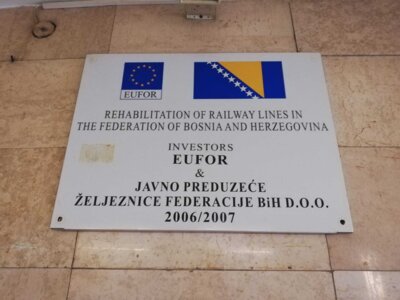 EUFOR
REHABILITATION OF RAILWAY LINES IN
THE FEDERATION OF BOSNIA AND HERZEGOVINA
INVESTORS
EUFOR
&
JAVNO PREDUZEĆE
ŽELJEZNICE FEDERACIJE BiH D.O.O.
2006/2007